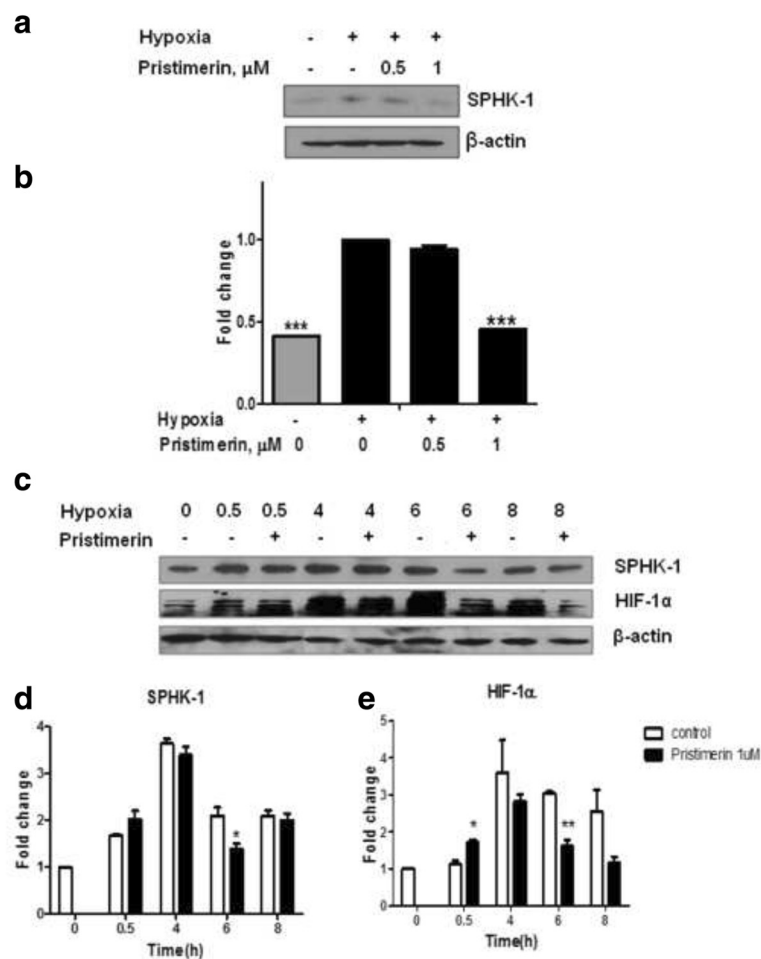 a
Hypoxia - + + +
Pristimerin, μM - - 0.5 1
SPHK-1
β-actin
b
Fold change
1.0
0.5
0.0
*** ***
Hypoxia - + + +
Pristimerin, μM 0 0 0.5 1
c
Hypoxia 0 0.5 0.5 4 4 6 6 8 8
Pristimerin - - + - + - + - +
SPHK-1
HIF-1α
β-actin
d
SPHK-1
Fold change
4
3
2
1
0
*
0 0.5 4 6 8
Time(h)
e
HIF-1α.
Fold change
5
4
3
2
1
0
* **
0 0.5 4 6 8
Time(h)
control
Pristimerin 1uM